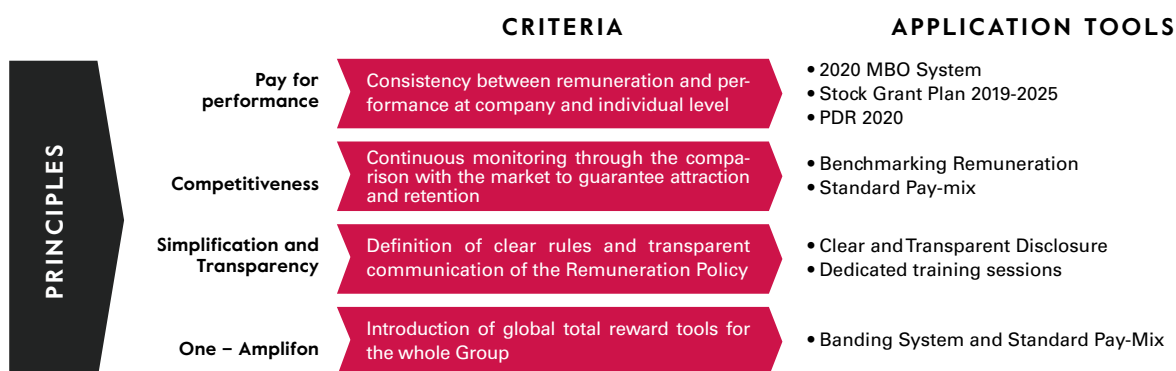 CRITERIA
APPLICATION TOOLS
PRINCIPLES
Pay for
performance
Consistency between remuneration and per-
formance at company and individual level
• 2020 MBO System
• Stock Grant Plan 2019-2025
• PDR 2020
Competitiveness
Continuous monitoring through the compa-
rison with the market to guarantee attraction
and retention
• Benchmarking Remuneration
• Standard Pay-mix
Simplification and
Transparency
Definition of clear rules and transparent
communication of the Remuneration Policy
• Clear and Transparent Disclosure
• Dedicated training sessions
One – Amplifon
Introduction of global total reward tools for
the whole Group
• Banding System and Standard Pay-Mix